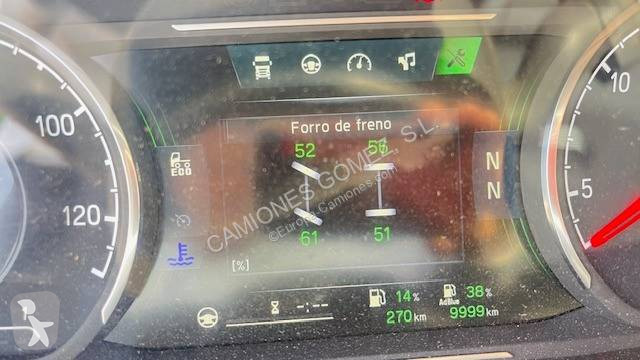 100
120
10
5
Forro de freno
52 56
61 51
[%]
ECO
N
N
-- : --
14 % 38 %
AdBlue
270 km 9999 km
CAMIONES GOMEZ, S.L.
©Europa-Camiones.com